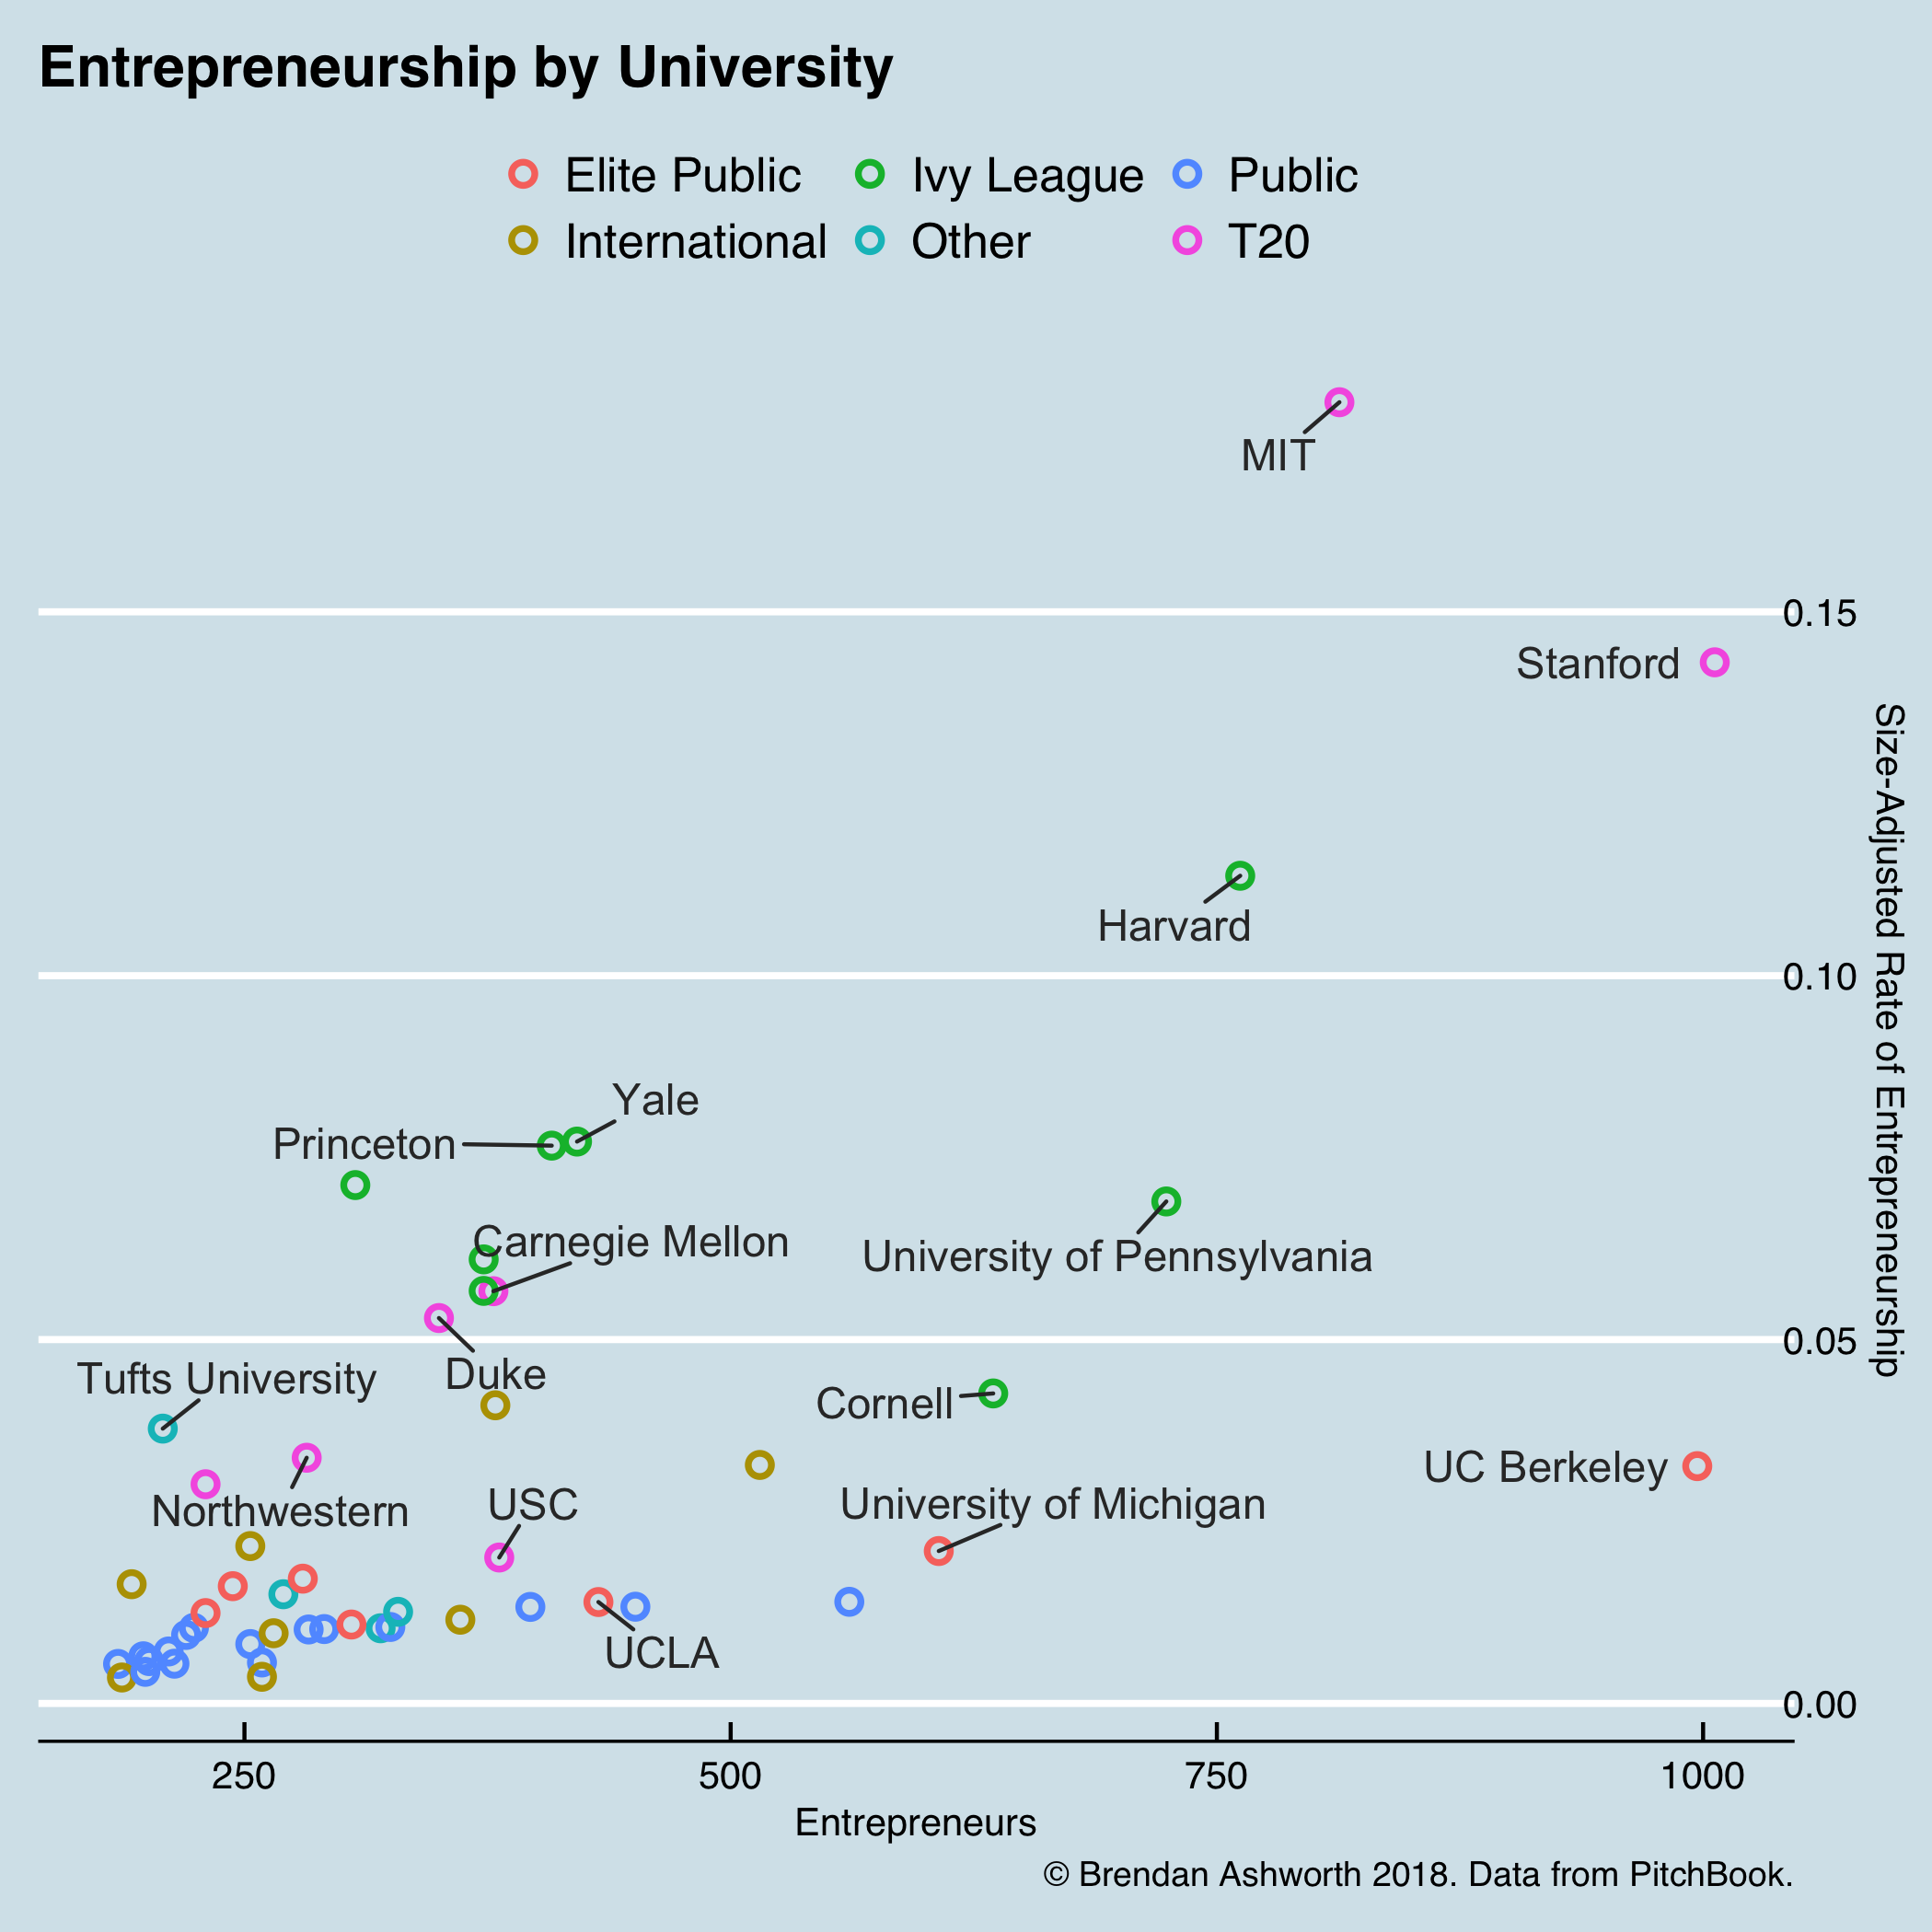 Entrepreneurship by University
Elite Public
Ivy League
Public
International
Other
T20
MIT
0.15
Stanford
Size-Adjusted Rate of Entrepreneurship
Harvard
0.10
Yale
Princeton
Carnegie Mellon
University of Pennsylvania
0.05
Tufts University
Duke
Cornell
UC Berkeley
Northwestern
USC
University of Michigan
UCLA
0.00
250
500
750
1000
Entrepreneurs
© Brendan Ashworth 2018. Data from PitchBook.